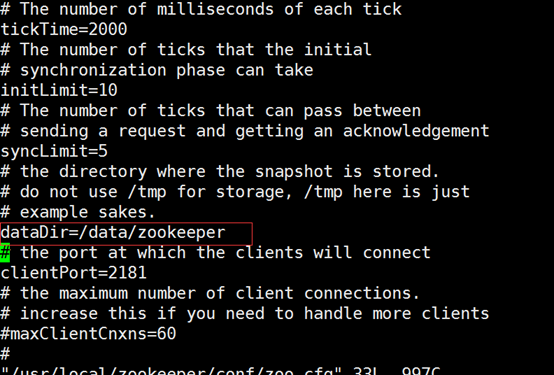 # The number of milliseconds of each tick
tickTime=2000
# The number of ticks that the initial
# synchronization phase can take
initLimit=10
# The number of ticks that can pass between
# sending a request and getting an acknowledgement
syncLimit=5
# the directory where the snapshot is stored.
# do not use /tmp for storage, /tmp here is just
# example sakes.
dataDir=/data/zookeeper
# the port at which the clients will connect
clientPort=2181
# the maximum number of client connections.
# increase this if you need to handle more clients
#maxClientCnxns=60
#
"/usr/local/zookeeper/conf/zoo.cfg" 33L, 997C